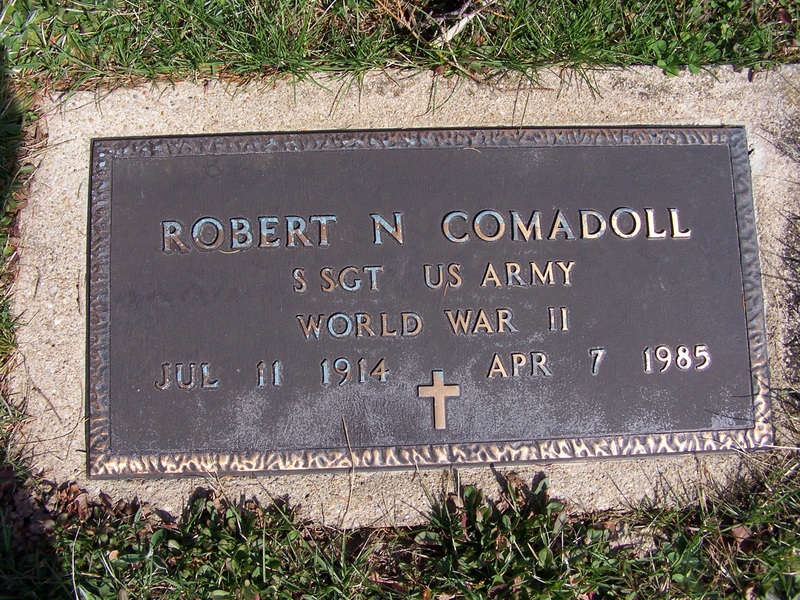 ROBERT N COMADOLL
S SGT US ARMY
WORLD WAR II
JUL 11 1914 APR 7 1985